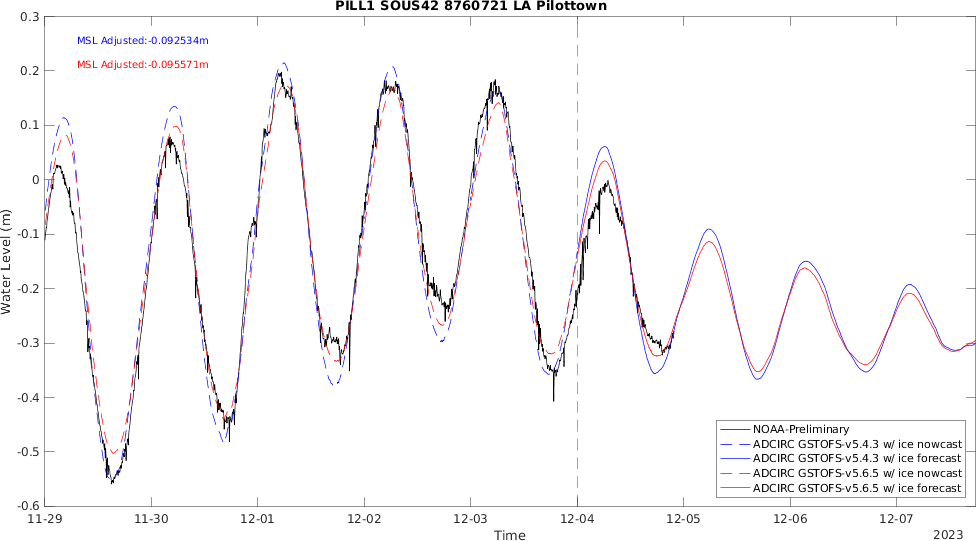 PILL1 SOUS42 8760721 LA Pilottown
MSL Adjusted:-0.092534m
MSL Adjusted:-0.095571m
0.3
0.2
0.1
0
-0.1
-0.2
-0.3
-0.4
-0.5
-0.6
Water Level (m)
NOAA-Preliminary
ADCIRC GSTOFS-v5.4.3 w/ ice nowcast
ADCIRC GSTOFS-v5.4.3 w/ ice forecast
ADCIRC GSTOFS-v5.6.5 w/ ice nowcast
ADCIRC GSTOFS-v5.6.5 w/ ice forecast
11-29 11-30 12-01 12-02 12-03 12-04 12-05 12-06 12-07
Time
2023